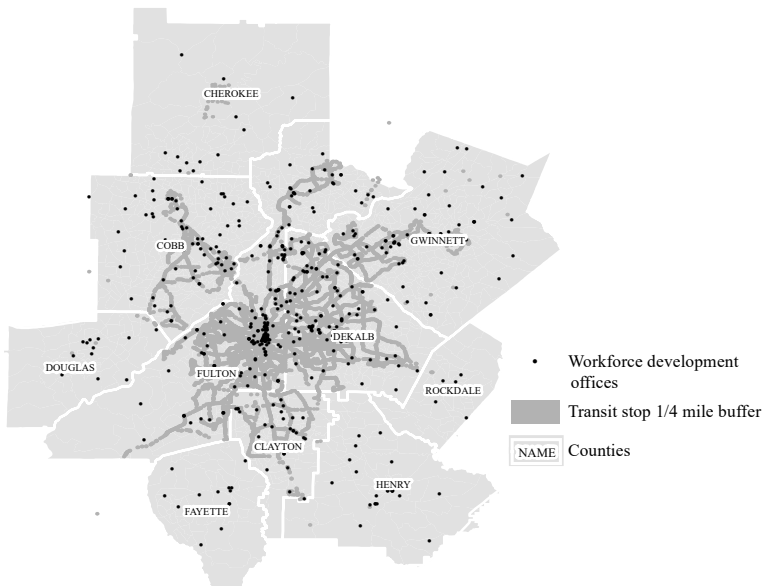 CHEROKEE
COBB
GWINNETT
DOUGLAS
DEKALB
FULTON
ROCKDALE
CLAYTON
HENRY
FAYETTE
Workforce development
offices
Transit stop 1/4 mile buffer
NAME Counties